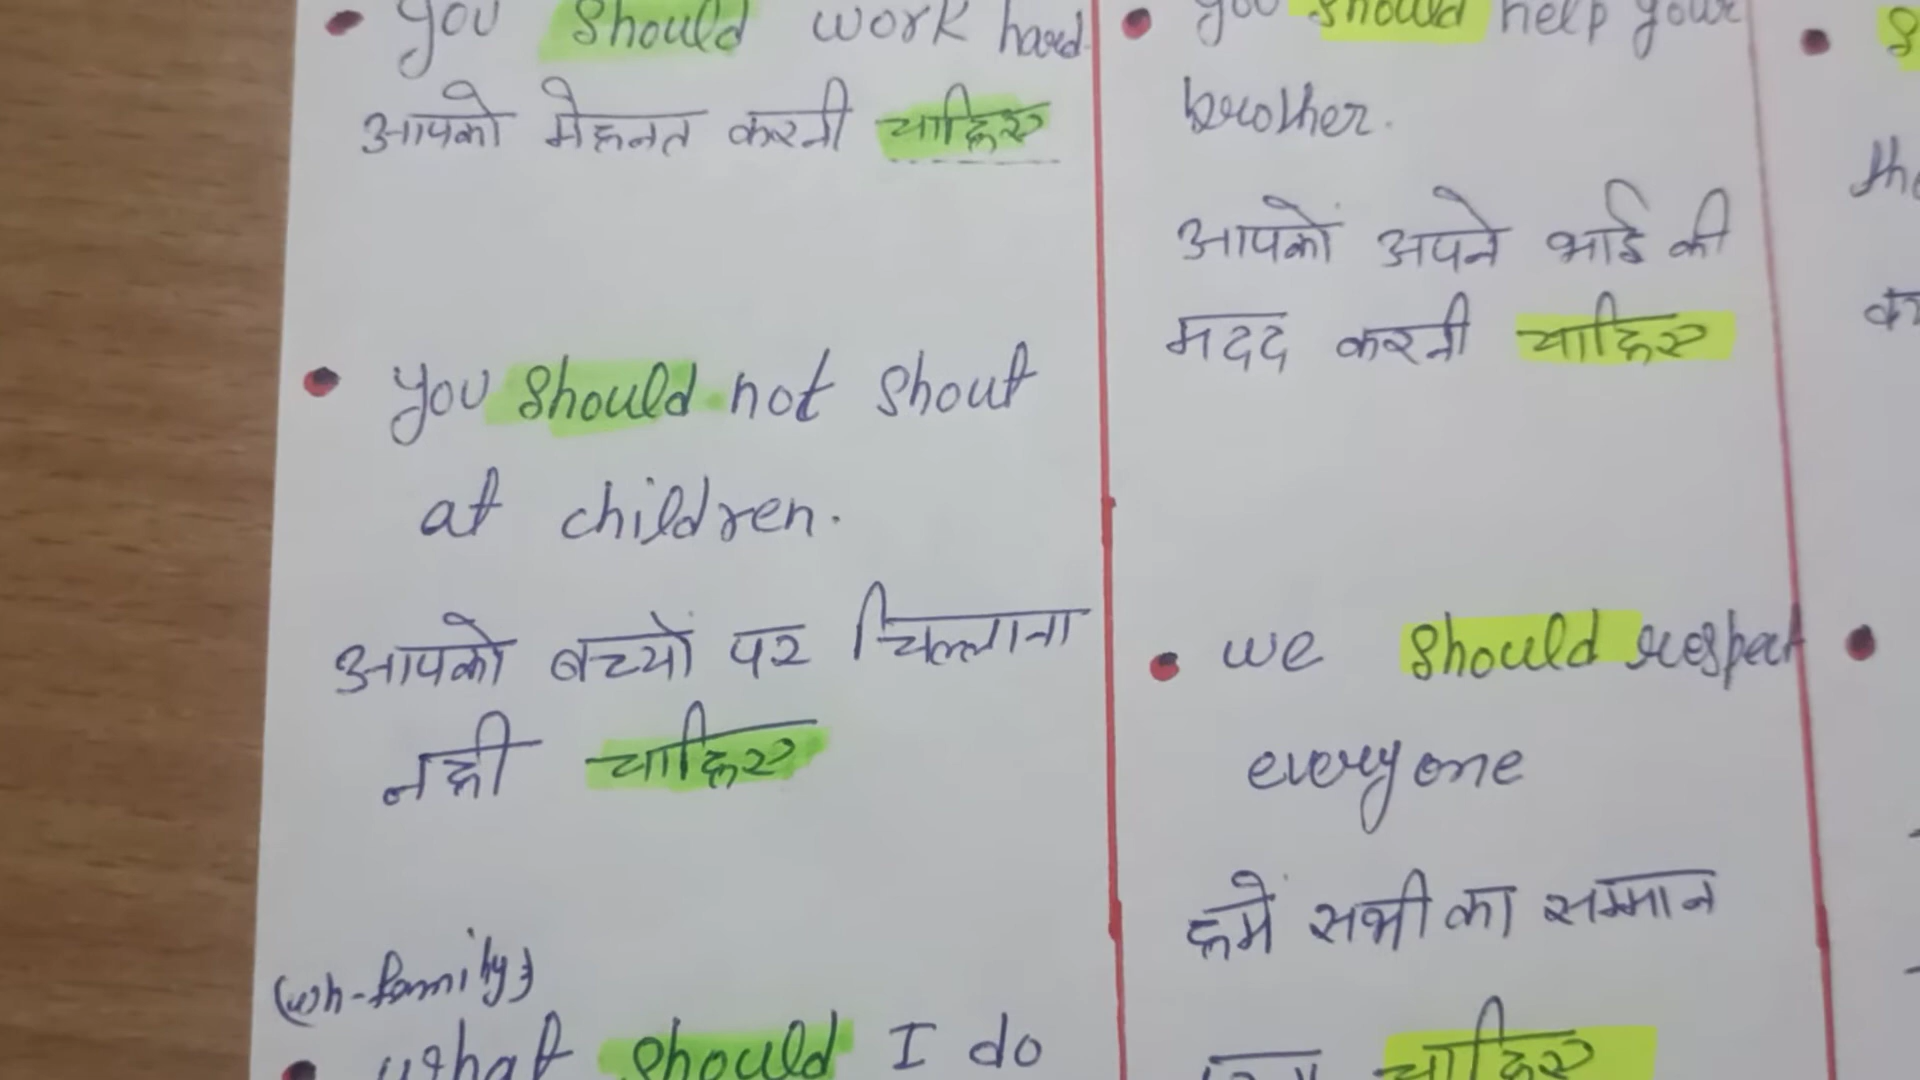 you should work hard.
आपको मेहनत करनी चाहिए
you should not shout
at children.
आपको बच्चों पर चिल्लाना
नही चाहिए
(wh-family)
what should I do
you should help your
brother.
आपकों अपने भाई की
मदद करनी चाहिए
we should respect
everyone
हमें सभी का सम्मान
चाहिए